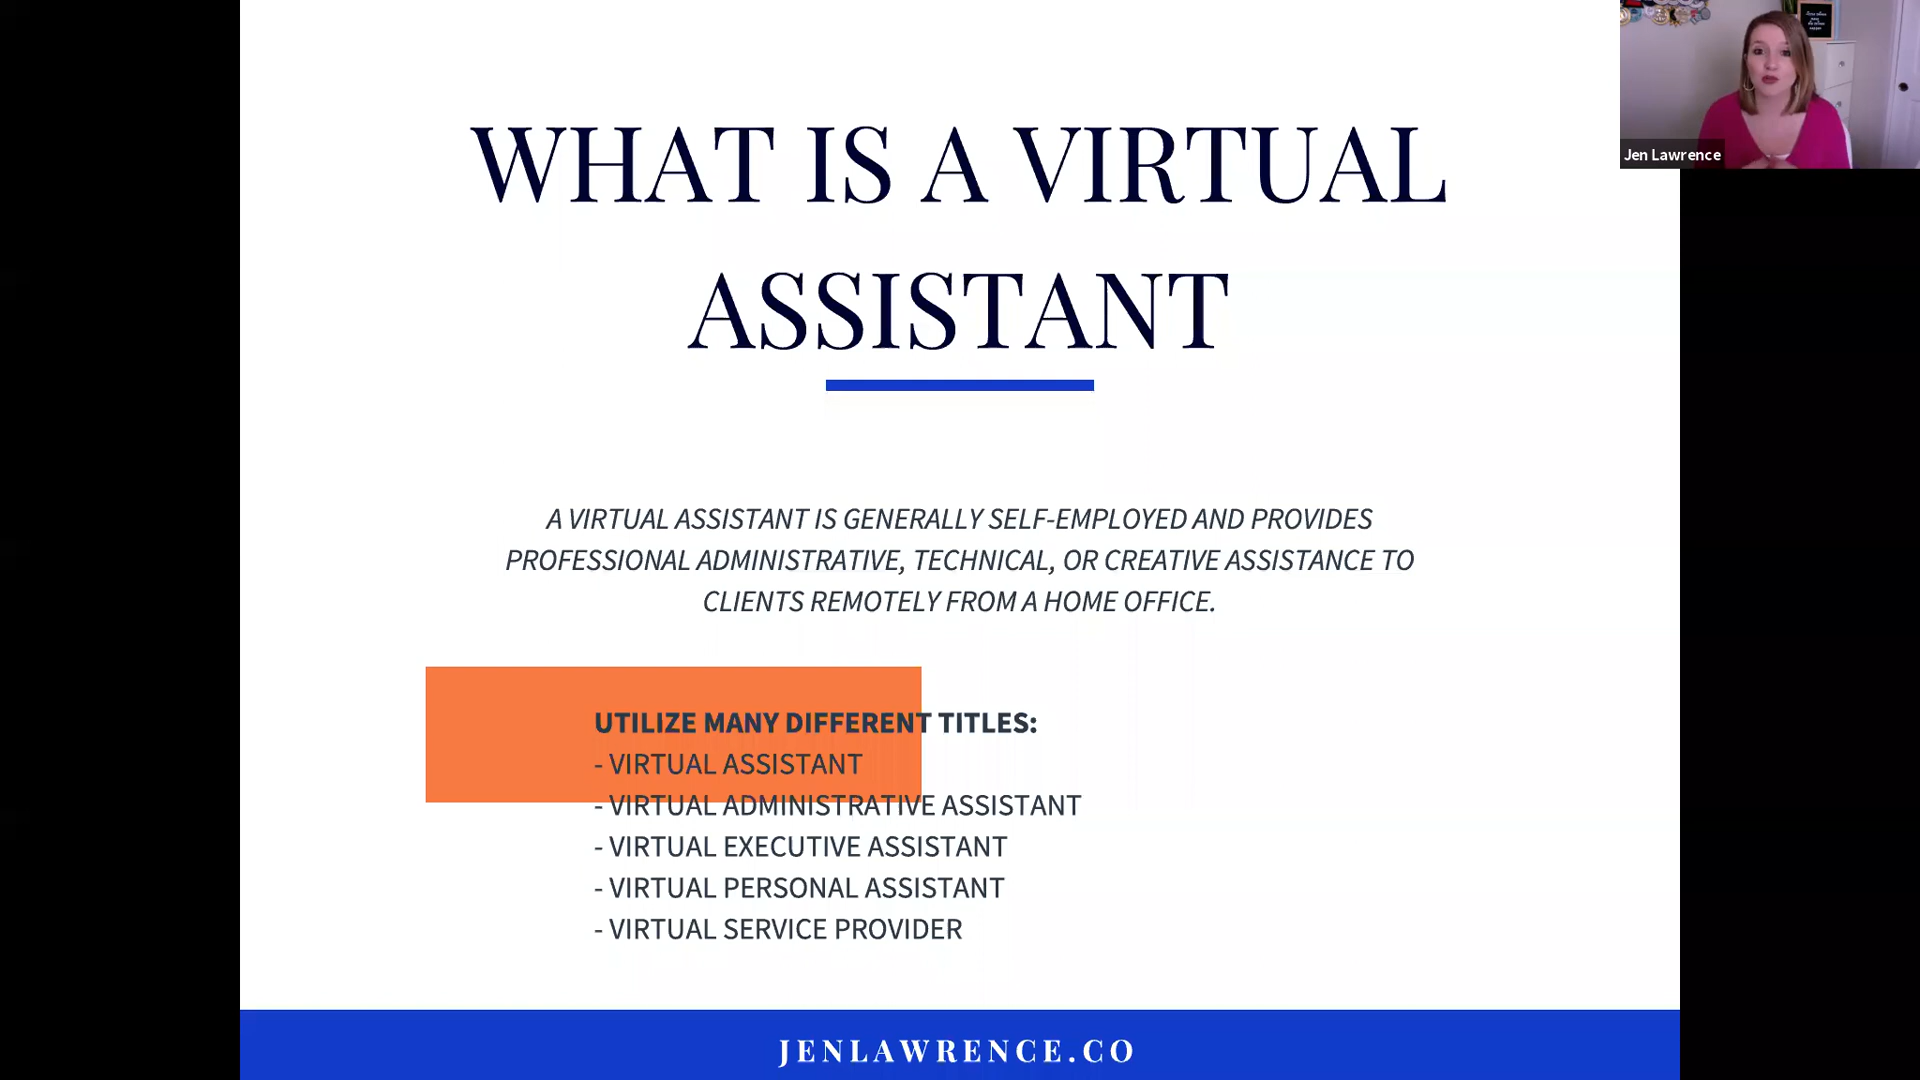 WHAT IS A VIRTUAL
ASSISTANT
A VIRTUAL ASSISTANT IS GENERALLY SELF-EMPLOYED AND PROVIDES
PROFESSIONAL ADMINISTRATIVE, TECHNICAL, OR CREATIVE ASSISTANCE TO
CLIENTS REMOTELY FROM A HOME OFFICE.
UTILIZE MANY DIFFERENT TITLES:
- VIRTUAL ASSISTANT
- VIRTUAL ADMINISTRATIVE ASSISTANT
- VIRTUAL EXECUTIVE ASSISTANT
- VIRTUAL PERSONAL ASSISTANT
- VIRTUAL SERVICE PROVIDER
JENLAWRENCE.CO
Jen Lawrence